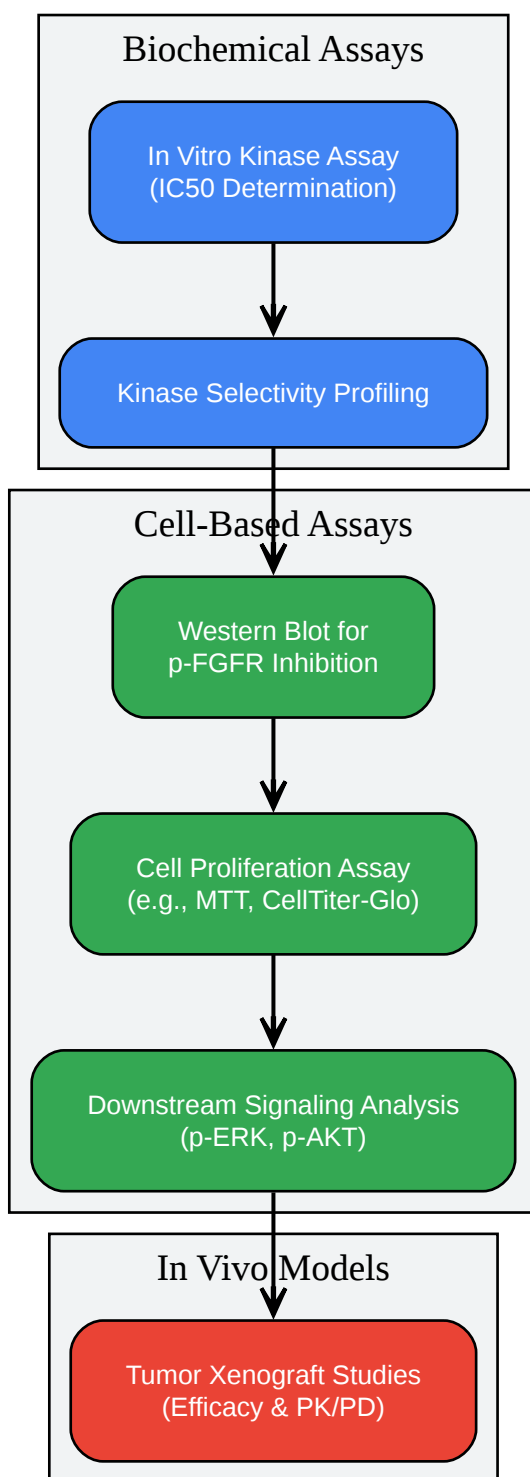 Biochemical Assays
In Vitro Kinase Assay
(IC50 Determination)
Kinase Selectivity Profiling
Cell-Based Assays
Western Blot for
p-FGFR Inhibition
Cell Proliferation Assay
(e.g., MTT, CellTiter-Glo)
Downstream Signaling Analysis
(p-ERK, p-AKT)
In Vivo Models
Tumor Xenograft Studies
(Efficacy & PK/PD)